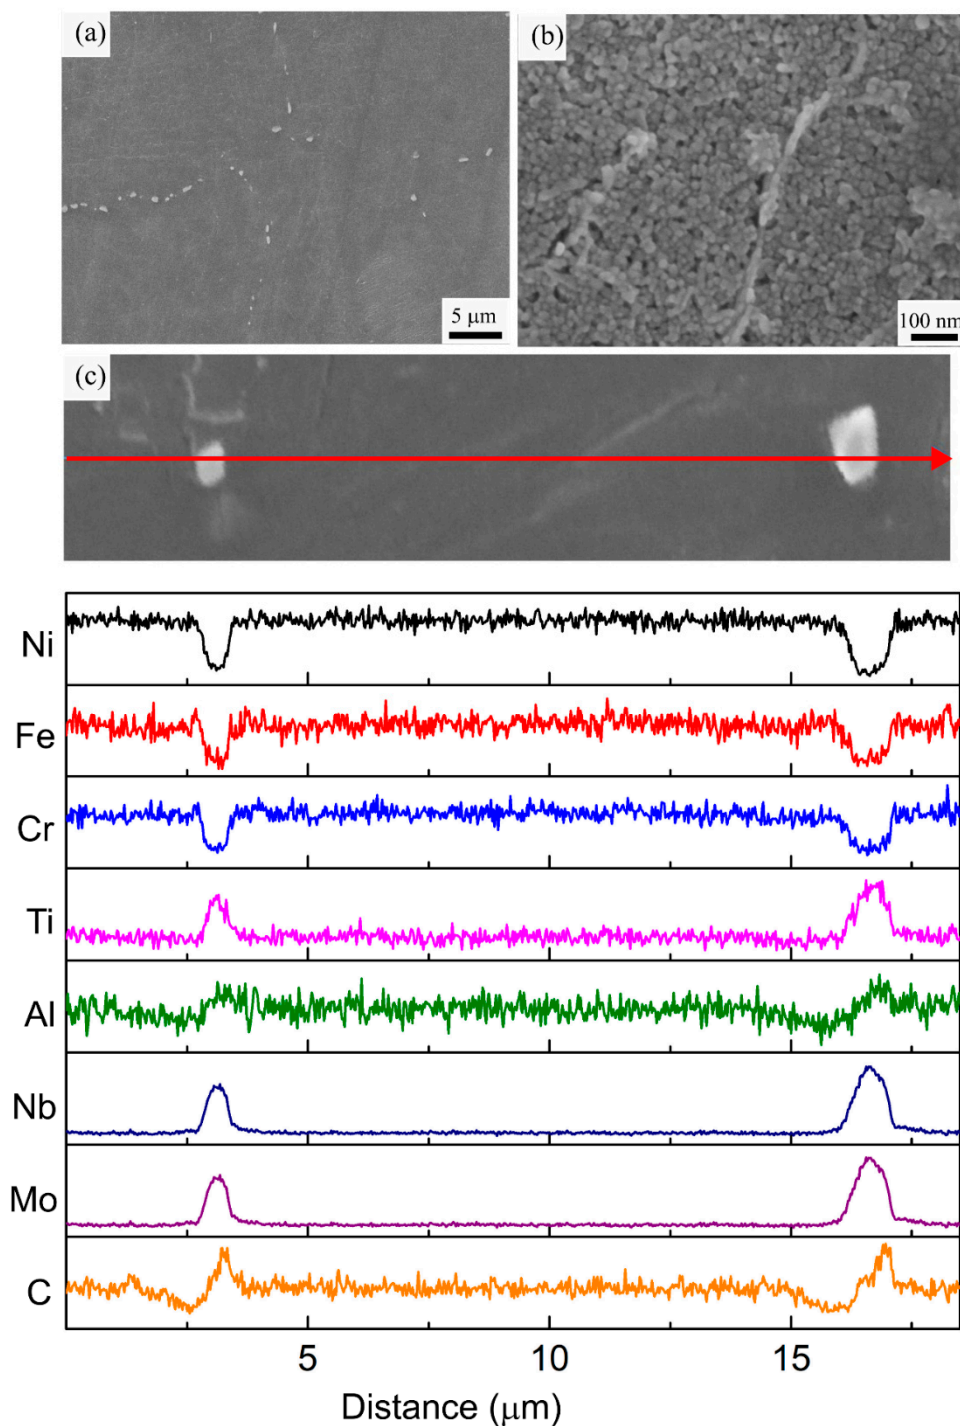 (a)
(b)
5 μm
100 nm
(c)
Ni
Fe
Cr
Ti
Al
Nb
Mo
C
5 10 15
Distance (μm)